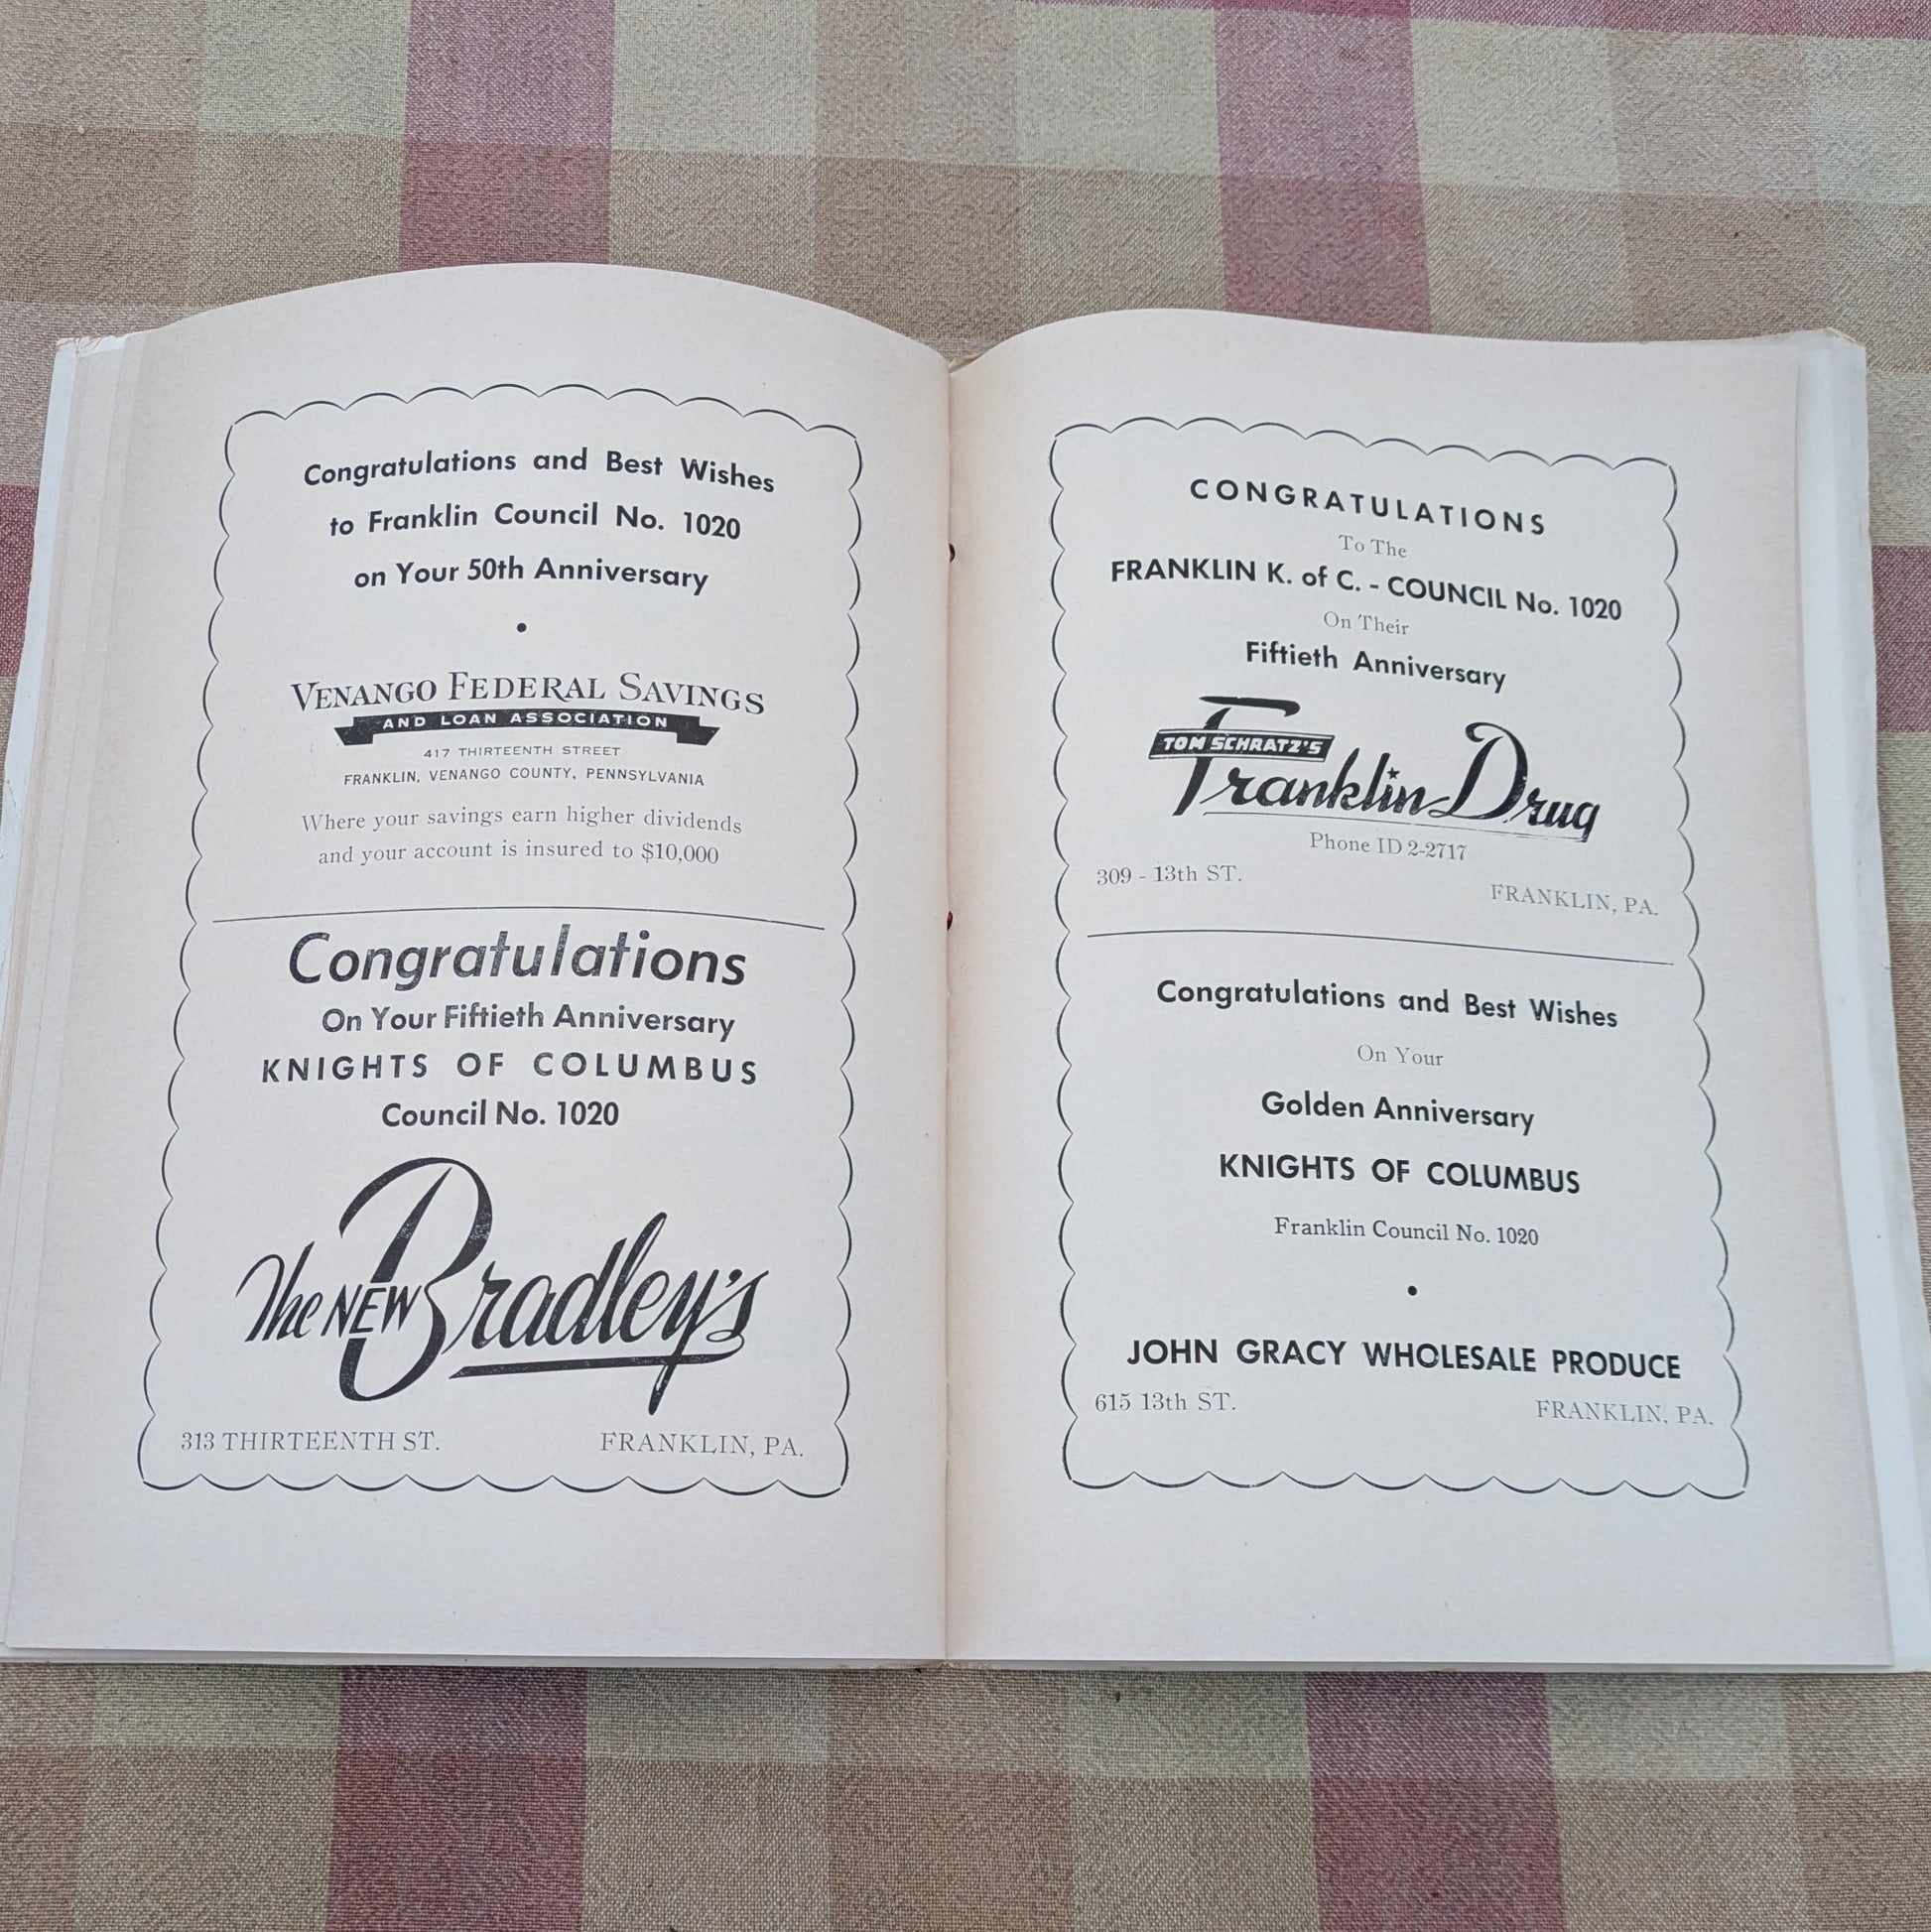 Congratulations and Best Wishes
to Franklin Council No. 1020
on Your 50th Anniversary
•
VENANGO FEDERAL SAVINGS
AND LOAN ASSOCIATION
417 THIRTEENTH STREET
FRANKLIN, VENANGO COUNTY, PENNSYLVANIA
Where your savings earn higher dividends
and your account is insured to $10,000
Congratulations
On Your Fiftieth Anniversary
KNIGHTS OF COLUMBUS
Council No. 1020
The NEW Bradley's
313 THIRTEENTH ST. FRANKLIN, PA.
CONGRATULATIONS
To The
FRANKLIN K. of C. - COUNCIL No. 1020
On Their
Fiftieth Anniversary
TOM SCHRATZ'S
Franklin Drug
Phone ID 2-2717
309 - 13th ST. FRANKLIN, PA.
Congratulations and Best Wishes
On Your
Golden Anniversary
KNIGHTS OF COLUMBUS
Franklin Council No. 1020
•
JOHN GRACY WHOLESALE PRODUCE
615 13th ST. FRANKLIN, PA.